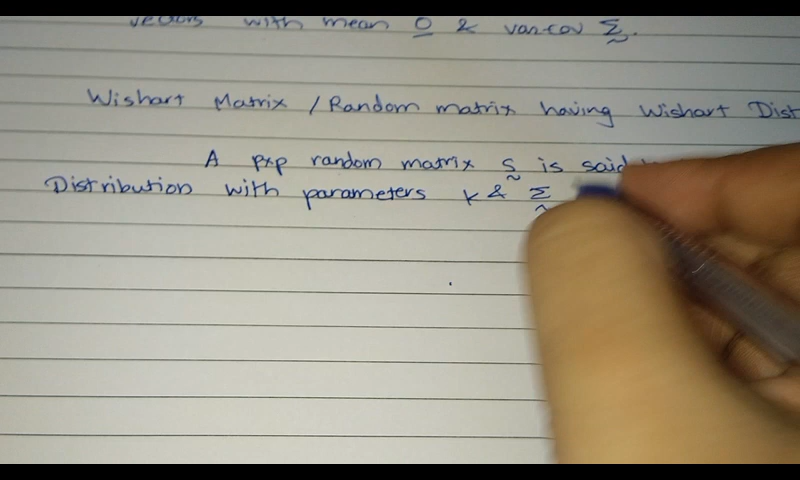 vectors with mean 0 & var-cov Σ.
Wishart Matrix / Random matrix having Wishart Dist
A pxp random matrix S is said
Distribution with parameters k & Σ